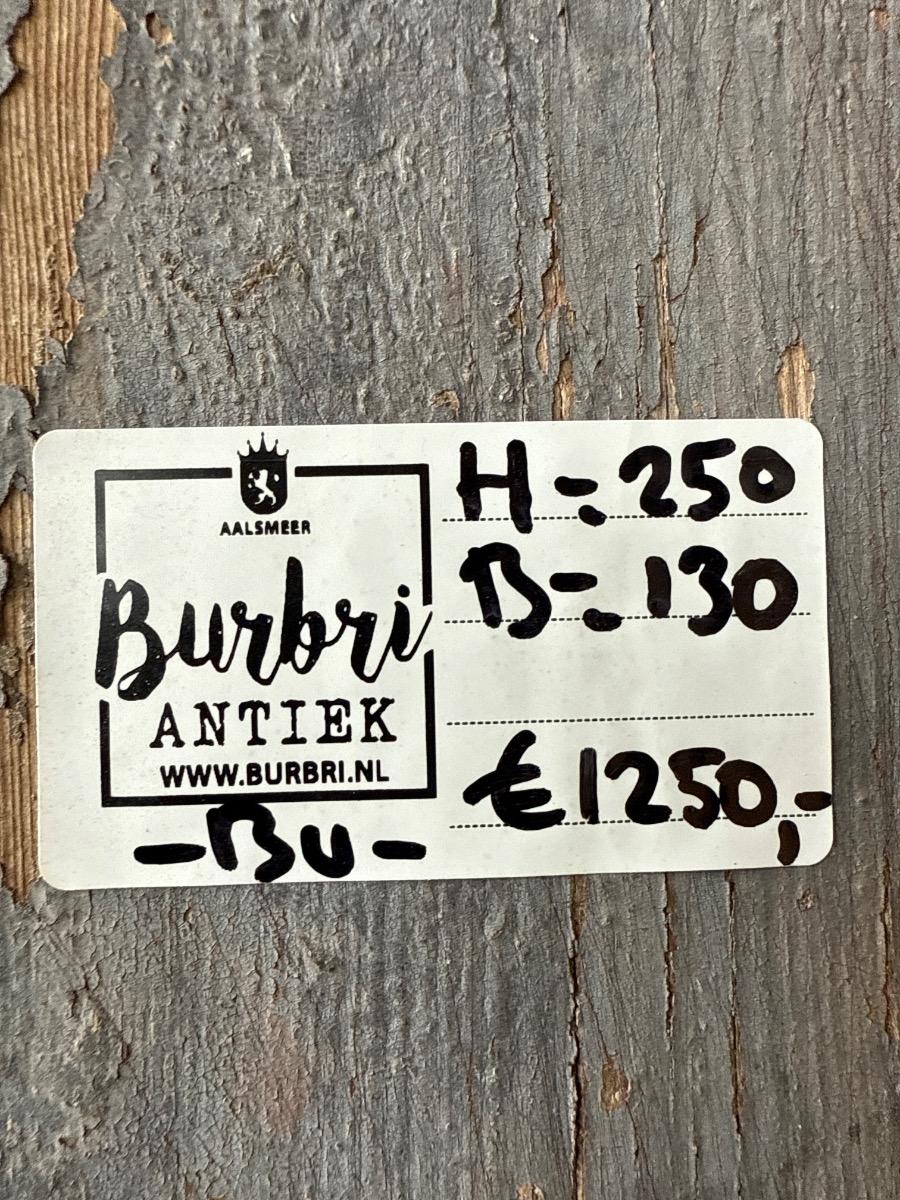 AALSMEER
Burbri
ANTIEK
WWW.BURBRI.NL
-Bu-
H=250
B=130
€1250,-